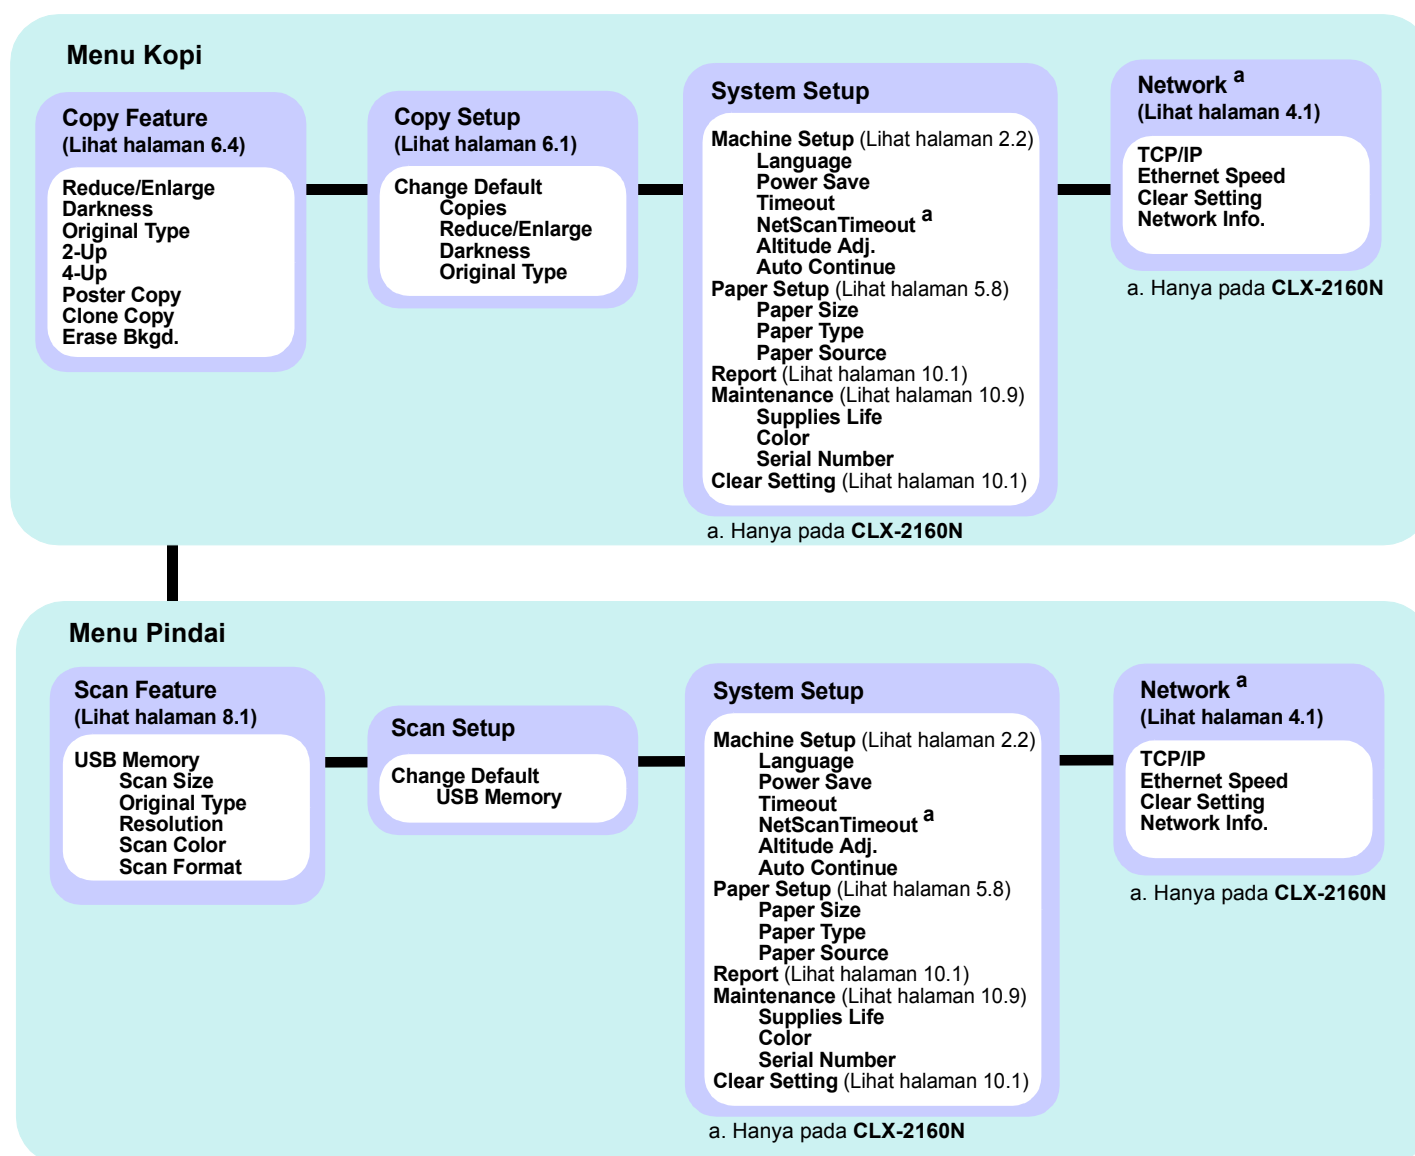 Menu Kopi
Copy Feature
(Lihat halaman 6.4)
Reduce/Enlarge
Darkness
Original Type
2-Up
4-Up
Poster Copy
Clone Copy
Erase Bkgd.
Copy Setup
(Lihat halaman 6.1)
Change Default
Copies
Reduce/Enlarge
Darkness
Original Type
System Setup
Machine Setup (Lihat halaman 2.2)
Language
Power Save
Timeout
NetScanTimeout a
Altitude Adj.
Auto Continue
Paper Setup (Lihat halaman 5.8)
Paper Size
Paper Type
Paper Source
Report (Lihat halaman 10.1)
Maintenance (Lihat halaman 10.9)
Supplies Life
Color
Serial Number
Clear Setting (Lihat halaman 10.1)
a. Hanya pada CLX-2160N
Network a
(Lihat halaman 4.1)
TCP/IP
Ethernet Speed
Clear Setting
Network Info.
a. Hanya pada CLX-2160N
Menu Pindai
Scan Feature
(Lihat halaman 8.1)
USB Memory
Scan Size
Original Type
Resolution
Scan Color
Scan Format
Scan Setup
Change Default
USB Memory
System Setup
Machine Setup (Lihat halaman 2.2)
Language
Power Save
Timeout
NetScanTimeout a
Altitude Adj.
Auto Continue
Paper Setup (Lihat halaman 5.8)
Paper Size
Paper Type
Paper Source
Report (Lihat halaman 10.1)
Maintenance (Lihat halaman 10.9)
Supplies Life
Color
Serial Number
Clear Setting (Lihat halaman 10.1)
a. Hanya pada CLX-2160N
Network a
(Lihat halaman 4.1)
TCP/IP
Ethernet Speed
Clear Setting
Network Info.
a. Hanya pada CLX-2160N